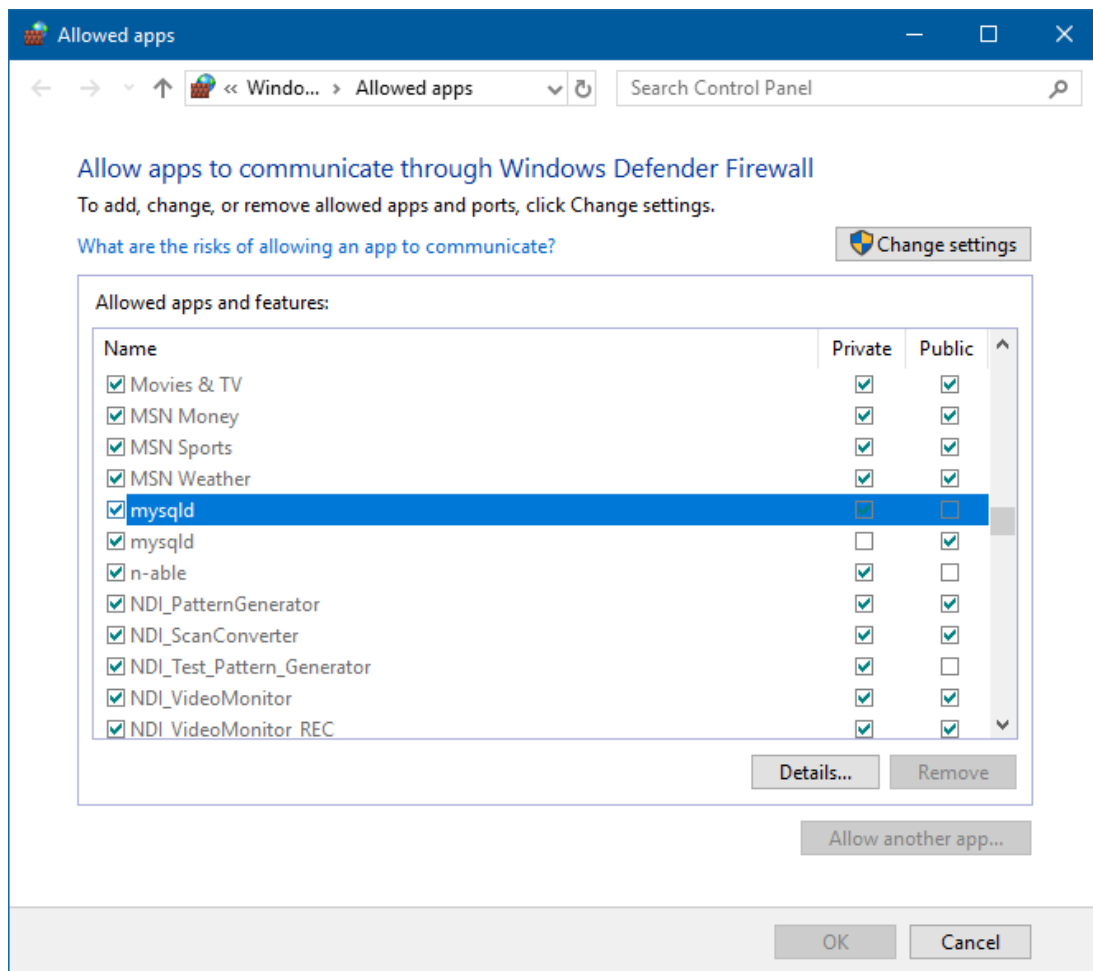 Allowed apps
« Windo... › Allowed apps
Search Control Panel
Allow apps to communicate through Windows Defender Firewall
To add, change, or remove allowed apps and ports, click Change settings.
What are the risks of allowing an app to communicate?
Change settings
Allowed apps and features:
Name Private Public
Movies & TV
MSN Money
MSN Sports
MSN Weather
mysqld
mysqld
n-able
NDI_PatternGenerator
NDI_ScanConverter
NDI_Test_Pattern_Generator
NDI_VideoMonitor
NDI VideoMonitor REC
Details... Remove
Allow another app...
OK Cancel